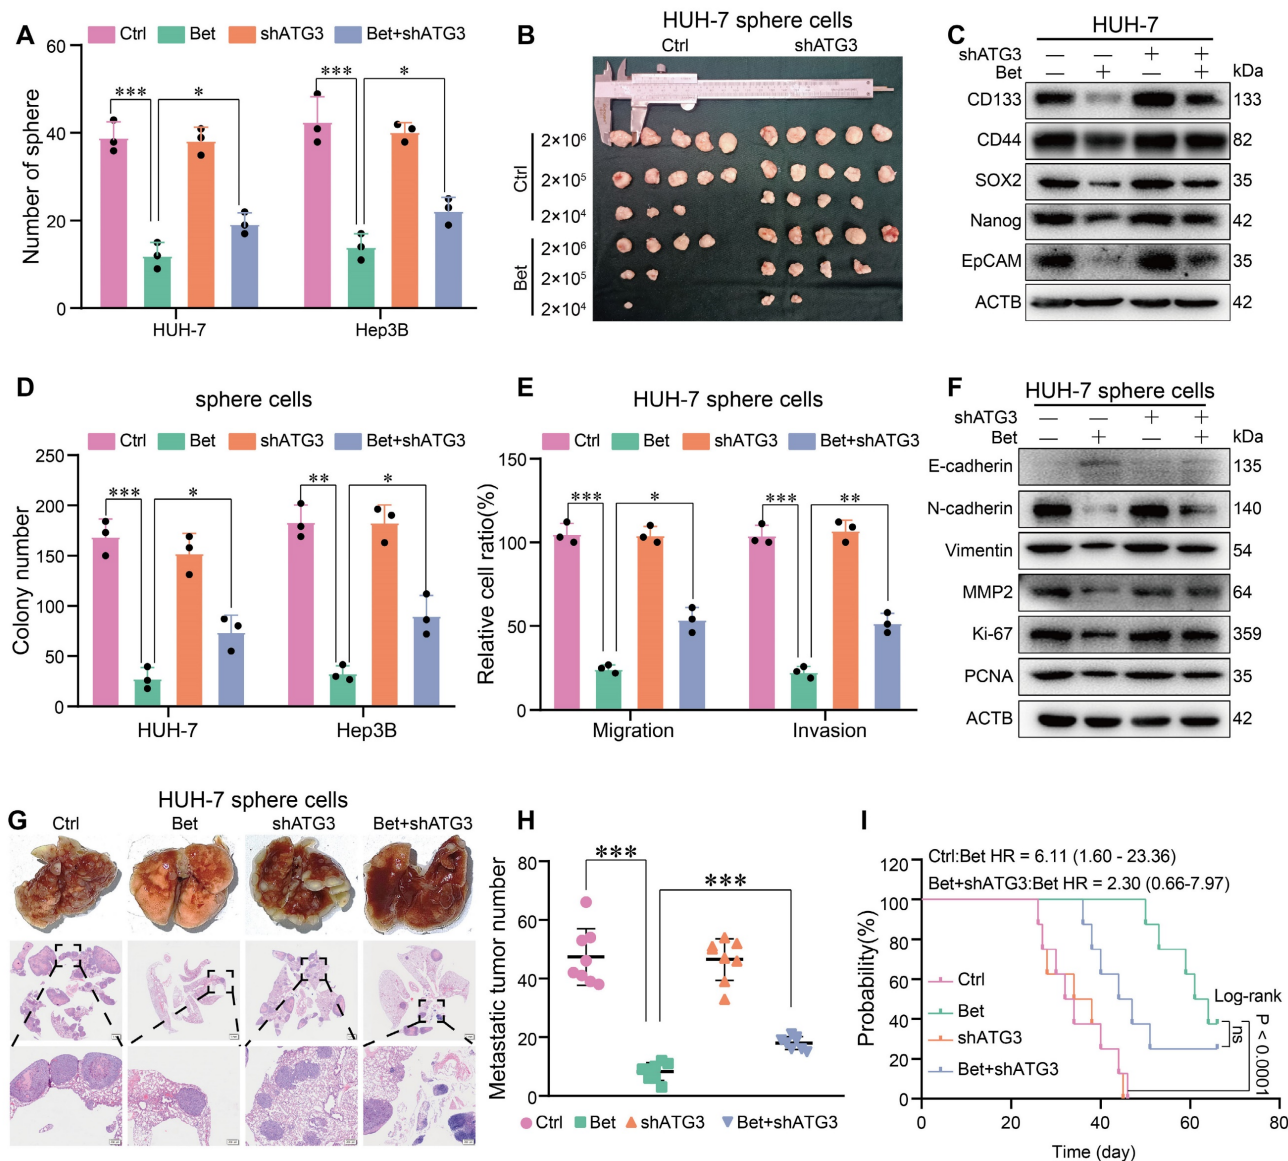 A
Ctrl Bet shATG3 Bet+shATG3
Number of sphere
60
40
20
0
*** * *** *
HUH-7 Hep3B
B
HUH-7 sphere cells
Ctrl shATG3
Ctrl
2×10⁶
2×10⁵
2×10⁴
Bet
2×10⁶
2×10⁵
2×10⁴
C
HUH-7
shATG3 — — + +
Bet — + — + kDa
CD133 133
CD44 82
SOX2 35
Nanog 42
EpCAM 35
ACTB 42
D
sphere cells
Ctrl Bet shATG3 Bet+shATG3
Colony number
250
200
150
100
50
0
*** * ** *
HUH-7 Hep3B
E
HUH-7 sphere cells
Ctrl Bet shATG3 Bet+shATG3
Relative cell ratio(%)
150
100
50
0
*** * *** **
Migration Invasion
F
HUH-7 sphere cells
shATG3 — — + +
Bet — + — + kDa
E-cadherin 135
N-cadherin 140
Vimentin 54
MMP2 64
Ki-67 359
PCNA 35
ACTB 42
G
HUH-7 sphere cells
Ctrl Bet shATG3 Bet+shATG3
H
Metastatic tumor number
80
60
40
20
0
*** ***
Ctrl Bet shATG3 Bet+shATG3
I
Ctrl:Bet HR = 6.11 (1.60 - 23.36)
Bet+shATG3:Bet HR = 2.30 (0.66-7.97)
Probability(%)
120
100
80
60
40
20
0
Ctrl
Bet
shATG3
Bet+shATG3
Log-rank
ns
P < 0.0001
0 20 40 60 80
Time (day)